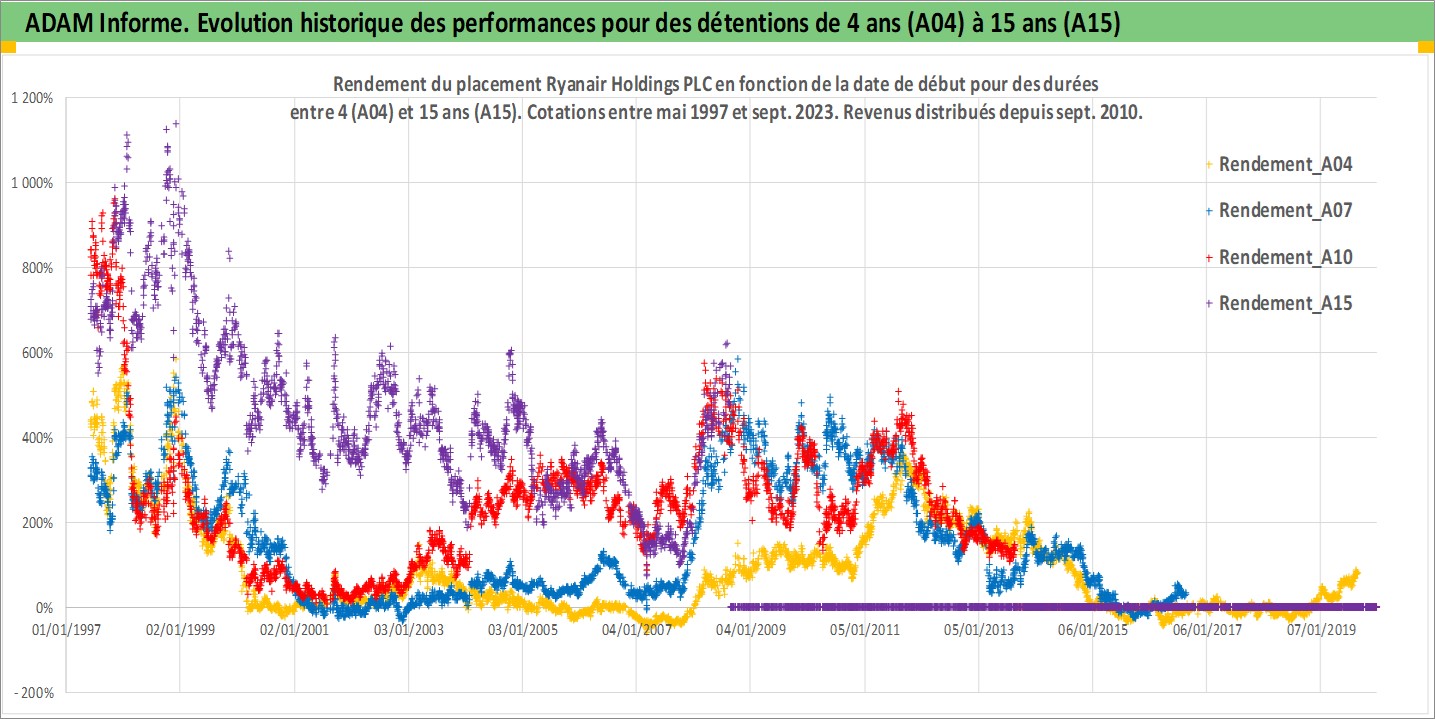 ADAM Informe. Evolution historique des performances pour des détentions de 4 ans (A04) à 15 ans (A15)
Rendement du placement Ryanair Holdings PLC en fonction de la date de début pour des durées
entre 4 (A04) et 15 ans (A15). Cotations entre mai 1997 et sept. 2023. Revenus distribués depuis sept. 2010.
1 200%
1 000%
800%
600%
400%
200%
0%
-200%
Rendement_A04
Rendement_A07
Rendement_A10
Rendement_A15
01/01/1997
02/01/1999
02/01/2001
03/01/2003
03/01/2005
04/01/2007
04/01/2009
05/01/2011
05/01/2013
06/01/2015
06/01/2017
07/01/2019